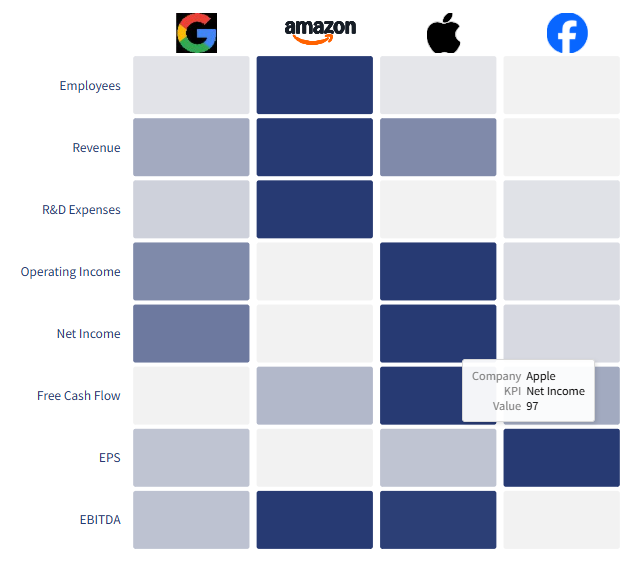 amazon
Employees
Revenue
R&D Expenses
Operating Income
Net Income
Free Cash Flow
Company Apple
KPI Net Income
Value 97
EPS
EBITDA